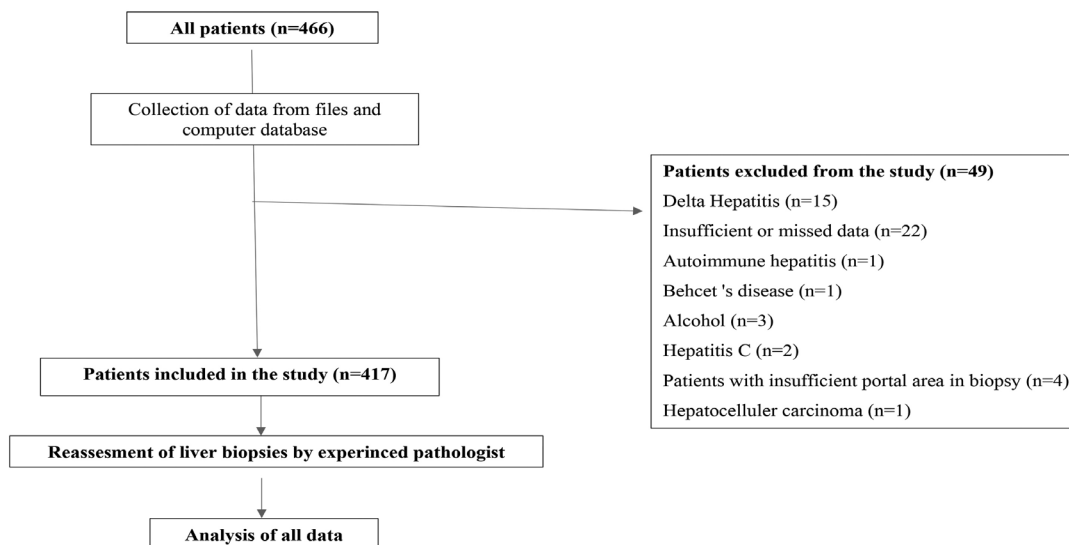 All patients (n=466)
Collection of data from files and
computer database
Patients excluded from the study (n=49)
Delta Hepatitis (n=15)
Insufficient or missed data (n=22)
Autoimmune hepatitis (n=1)
Behcet 's disease (n=1)
Alcohol (n=3)
Hepatitis C (n=2)
Patients with insufficient portal area in biopsy (n=4)
Hepatocelluler carcinoma (n=1)
Patients included in the study (n=417)
Reassesment of liver biopsies by experinced pathologist
Analysis of all data